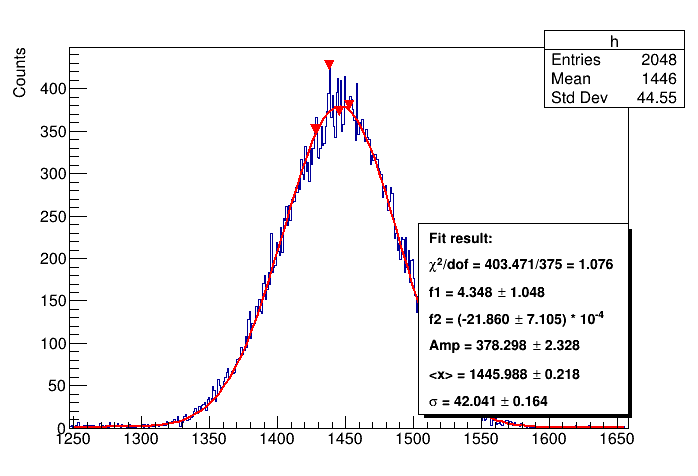 h
Entries 2048
Mean 1446
Std Dev 44.55
Counts
400
350
300
250
200
150
100
50
0
Fit result:
χ²/dof = 403.471/375 = 1.076
f1 = 4.348 ± 1.048
f2 = (-21.860 ± 7.105) * 10⁻⁴
Amp = 378.298 ± 2.328
<x> = 1445.988 ± 0.218
σ = 42.041 ± 0.164
1250 1300 1350 1400 1450 1500 1550 1600 1650